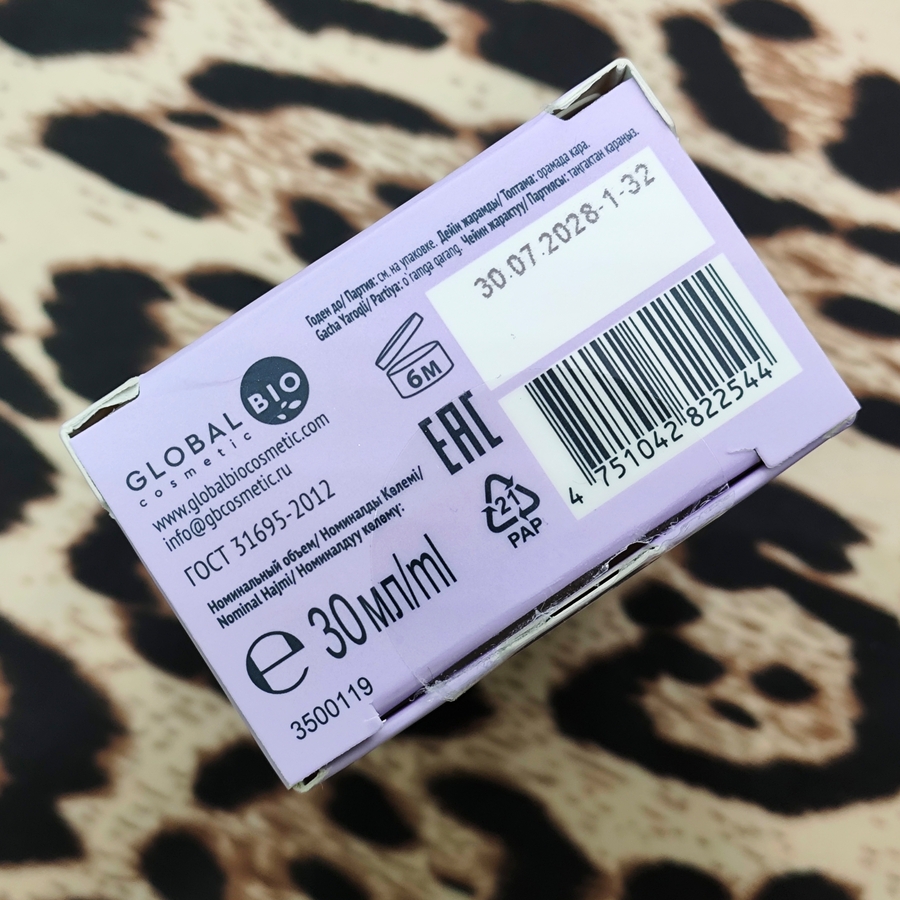 Годен до/ Партия: см. на упаковке. Дейін жарамды/ Топтама: орамада қара.
Gacha Yaroqli/ Partiya: o'ramga qarang. Чейин жарактуу/ Партиясы: таңгактан караңыз.
30.07.2028-1-32
6M
GLOBAL BIO
cosmetic
www.globalbiocosmetic.com
info@gbcosmetic.ru
ГОСТ 31695-2012
EAC
21
PAP
4 751042 822544
Номинальный объем/ Номиналды Көлемі/
Nominal Hajmi/ Номиналдуу көлөмү:
e 30 мл/ml
3500119